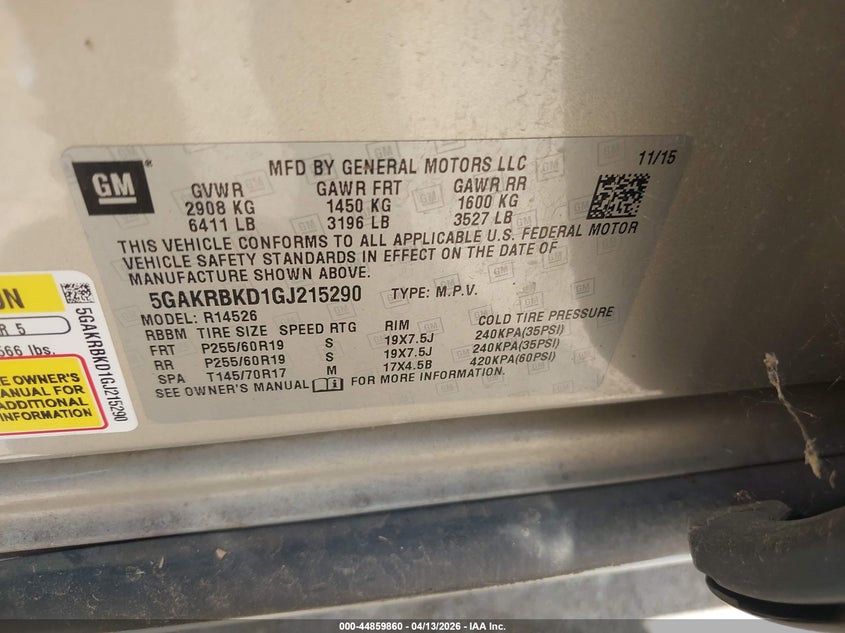 GM
MFD BY GENERAL MOTORS LLC
11/15
GVWR GAWR FRT GAWR RR
2908 KG 1450 KG 1600 KG
6411 LB 3196 LB 3527 LB
THIS VEHICLE CONFORMS TO ALL APPLICABLE U.S. FEDERAL MOTOR
VEHICLE SAFETY STANDARDS IN EFFECT ON THE DATE OF
MANUFACTURE SHOWN ABOVE.
5GAKRBKD1GJ215290 TYPE: M.P.V.
MODEL: R14526
RBBM TIRE SIZE SPEED RTG RIM COLD TIRE PRESSURE
FRT P255/60R19 S 19X7.5J 240KPA(35PSI)
RR P255/60R19 S 19X7.5J 240KPA(35PSI)
SPA T145/70R17 M 17X4.5B 420KPA(60PSI)
SEE OWNER'S MANUAL FOR MORE INFORMATION.
ON
R 5
566 lbs.
E OWNER'S
MANUAL FOR
ADDITIONAL
INFORMATION
5GAKRBKD1GJ215290
000-44859860 - 04/13/2026 - IAA Inc.